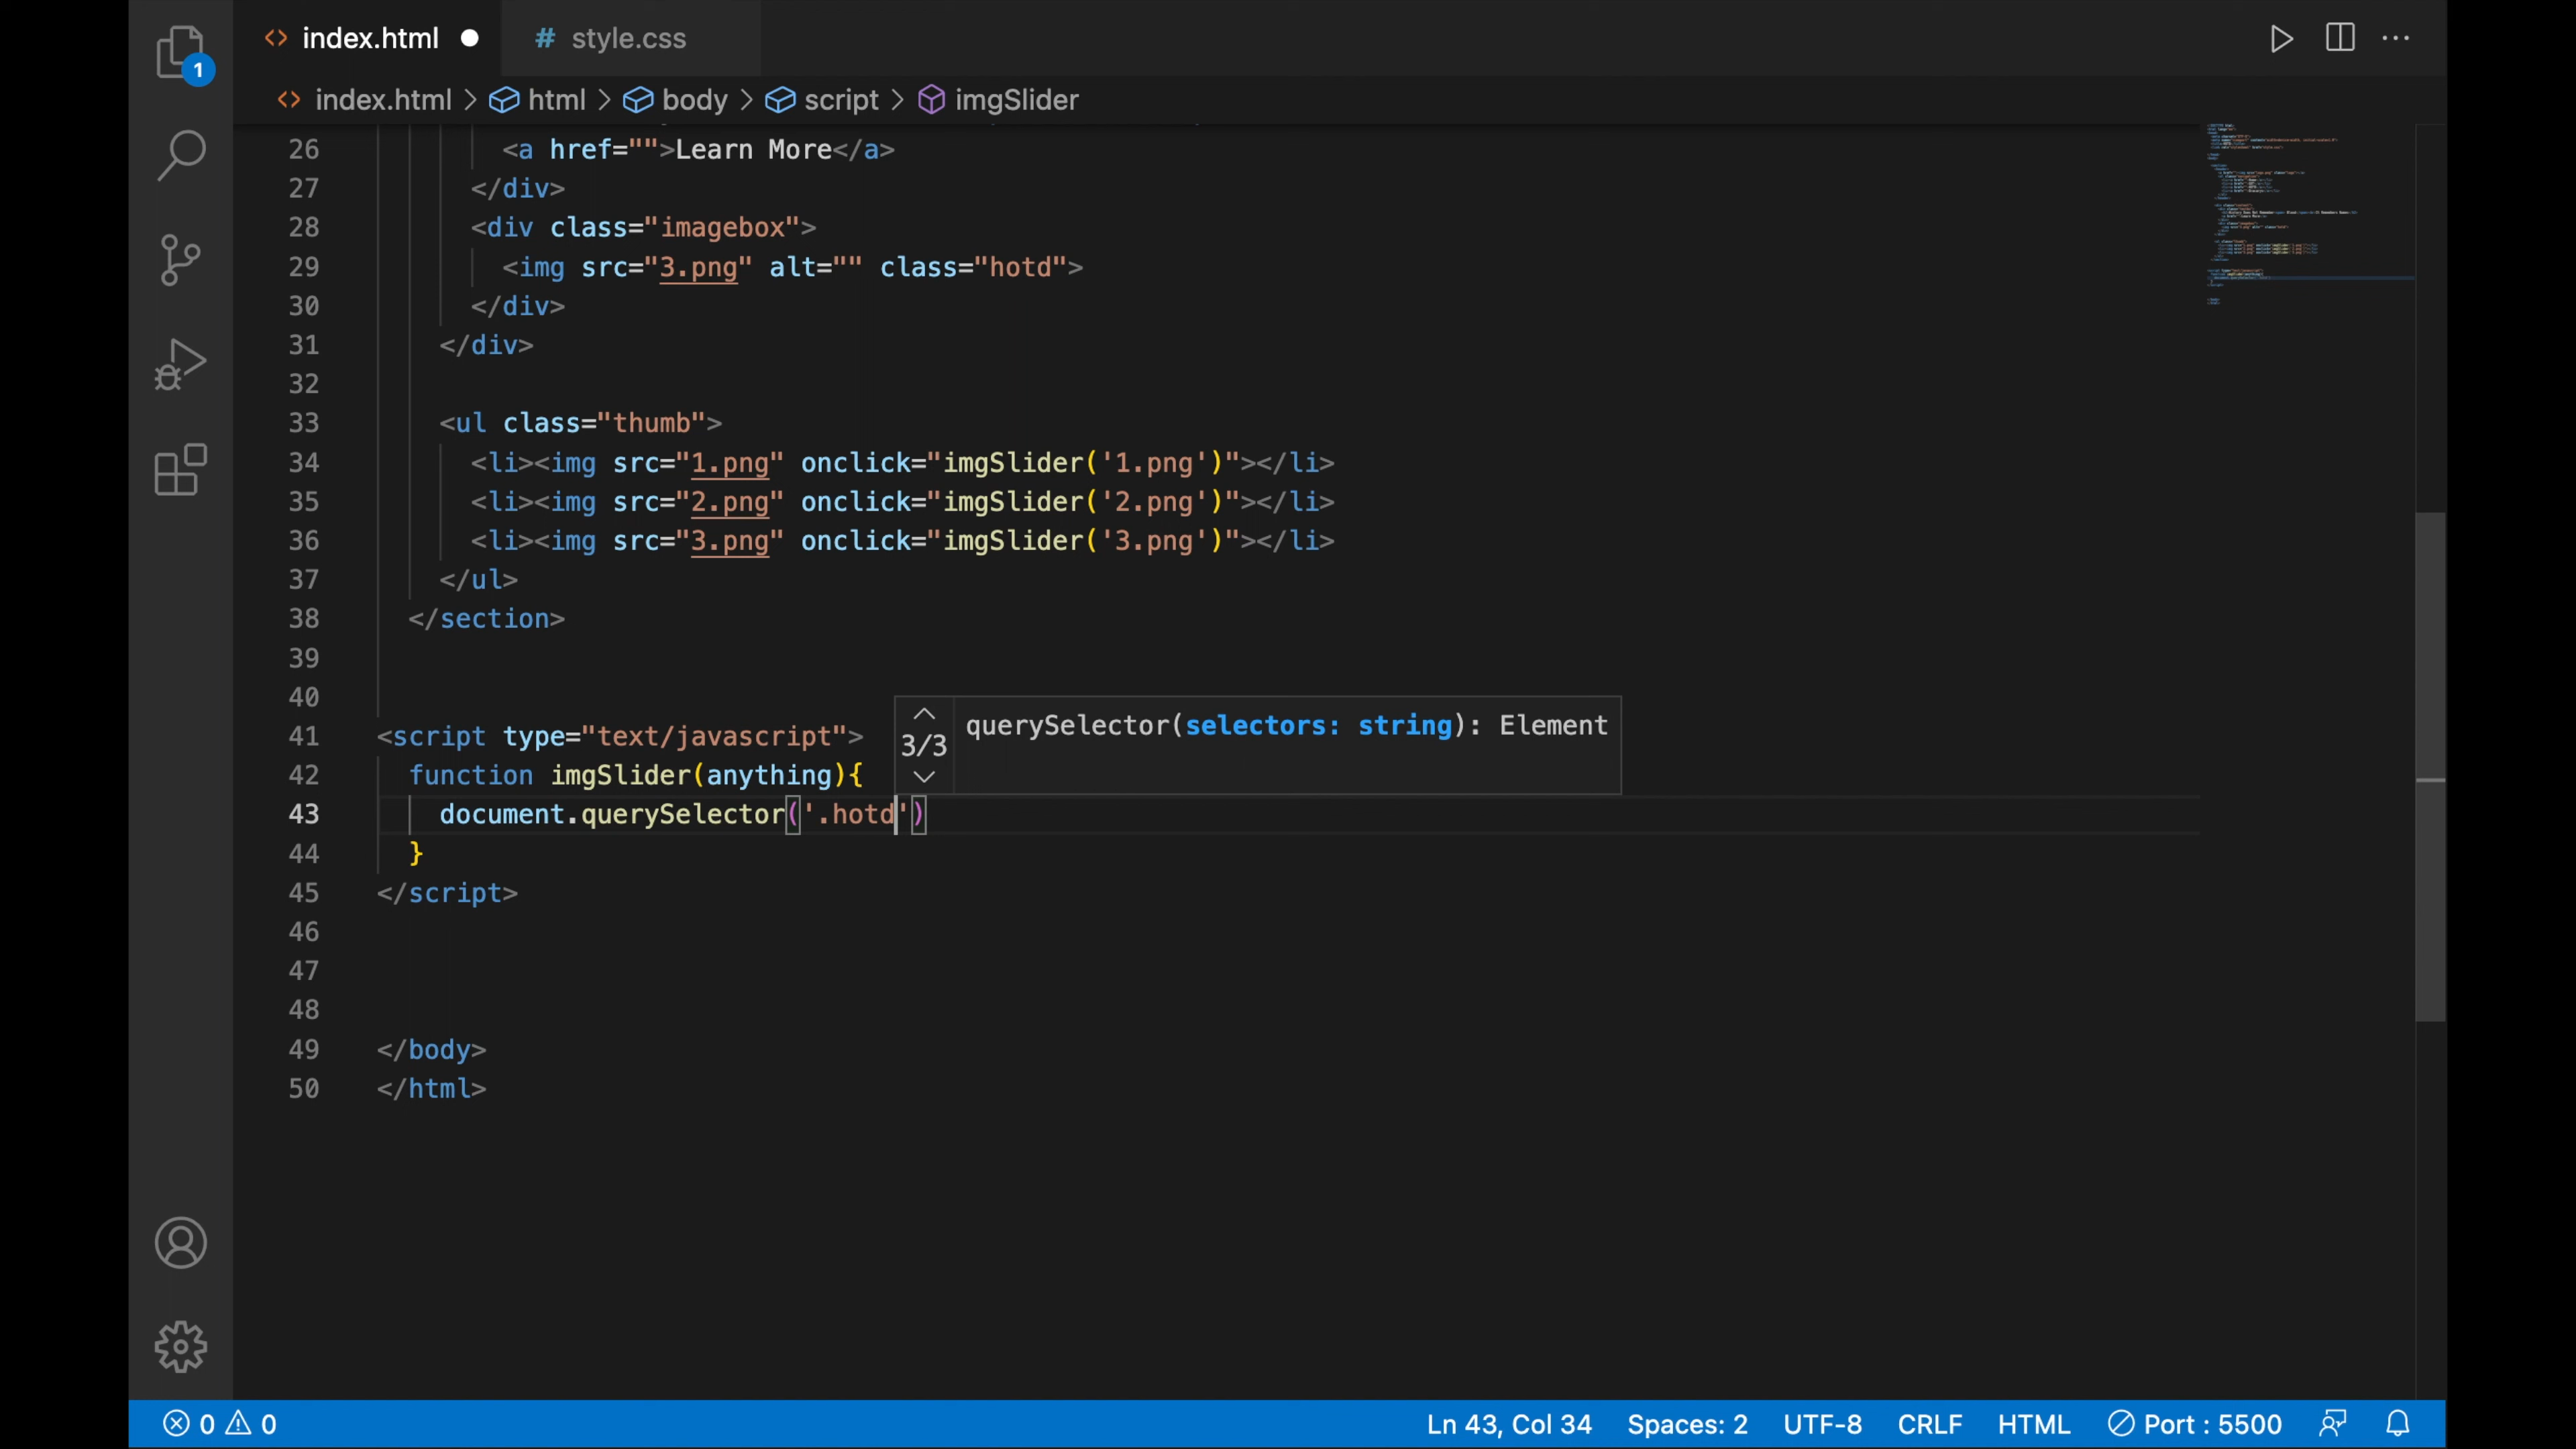 1
index.html
# style.css
index.html > html > body > script > imgSlider
26 <a href="">Learn More</a>
27 </div>
28 <div class="imagebox">
29 <img src="3.png" alt="" class="hotd">
30 </div>
31 </div>
32
33 <ul class="thumb">
34 <li><img src="1.png" onclick="imgSlider('1.png')"></li>
35 <li><img src="2.png" onclick="imgSlider('2.png')"></li>
36 <li><img src="3.png" onclick="imgSlider('3.png')"></li>
37 </ul>
38 </section>
39
40
querySelector(selectors: string): Element
3/3
41 <script type="text/javascript">
42 function imgSlider(anything){
43 document.querySelector('.hotd')
44 }
45 </script>
46
47
48
49 </body>
50 </html>
0 0 Ln 43, Col 34 Spaces: 2 UTF-8 CRLF HTML Port : 5500